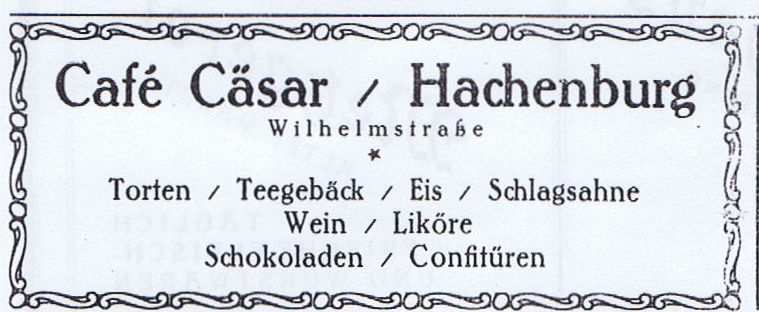 Café Cäsar / Hachenburg
Wilhelmstraße
Torten / Teegebäck / Eis / Schlagsahne
Wein / Liköre
Schokoladen / Confitüren